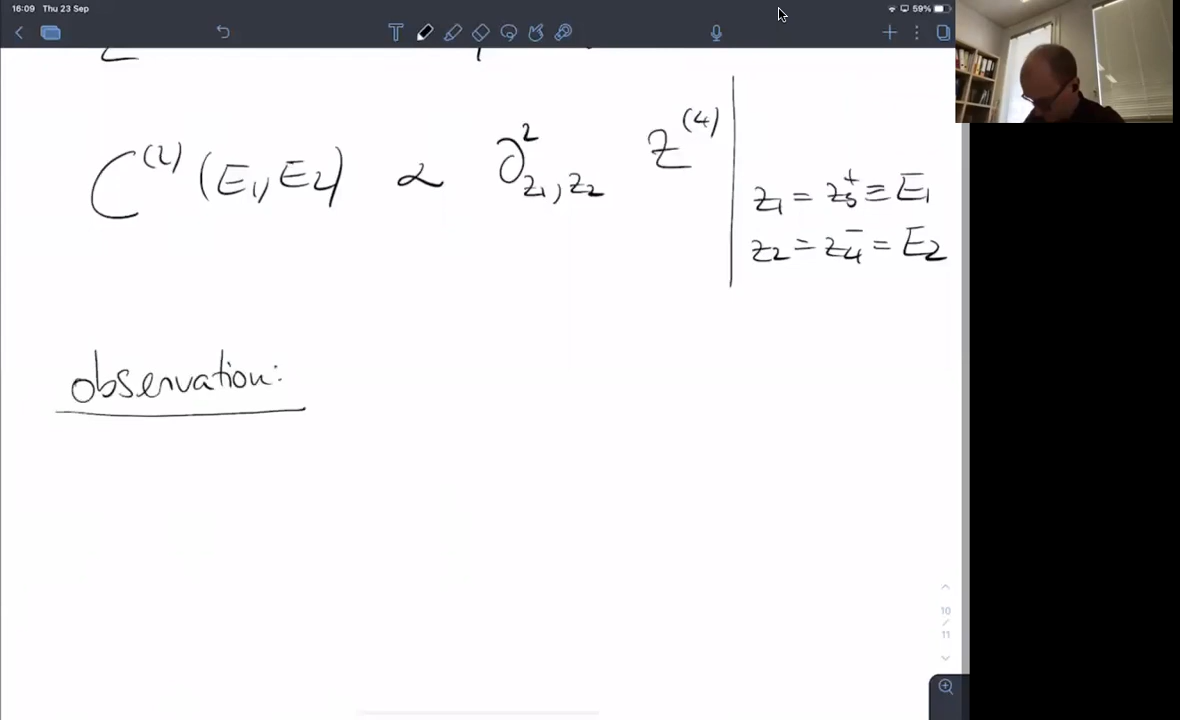 16:09 Thu 23 Sep
59%
C^(2) (E1, E2) ∝ ∂^2_{z1, z2} Z^(4) |
z1 = z3^+ ≡ E1
z2 = z4^- = E2
observation:
10
/
11